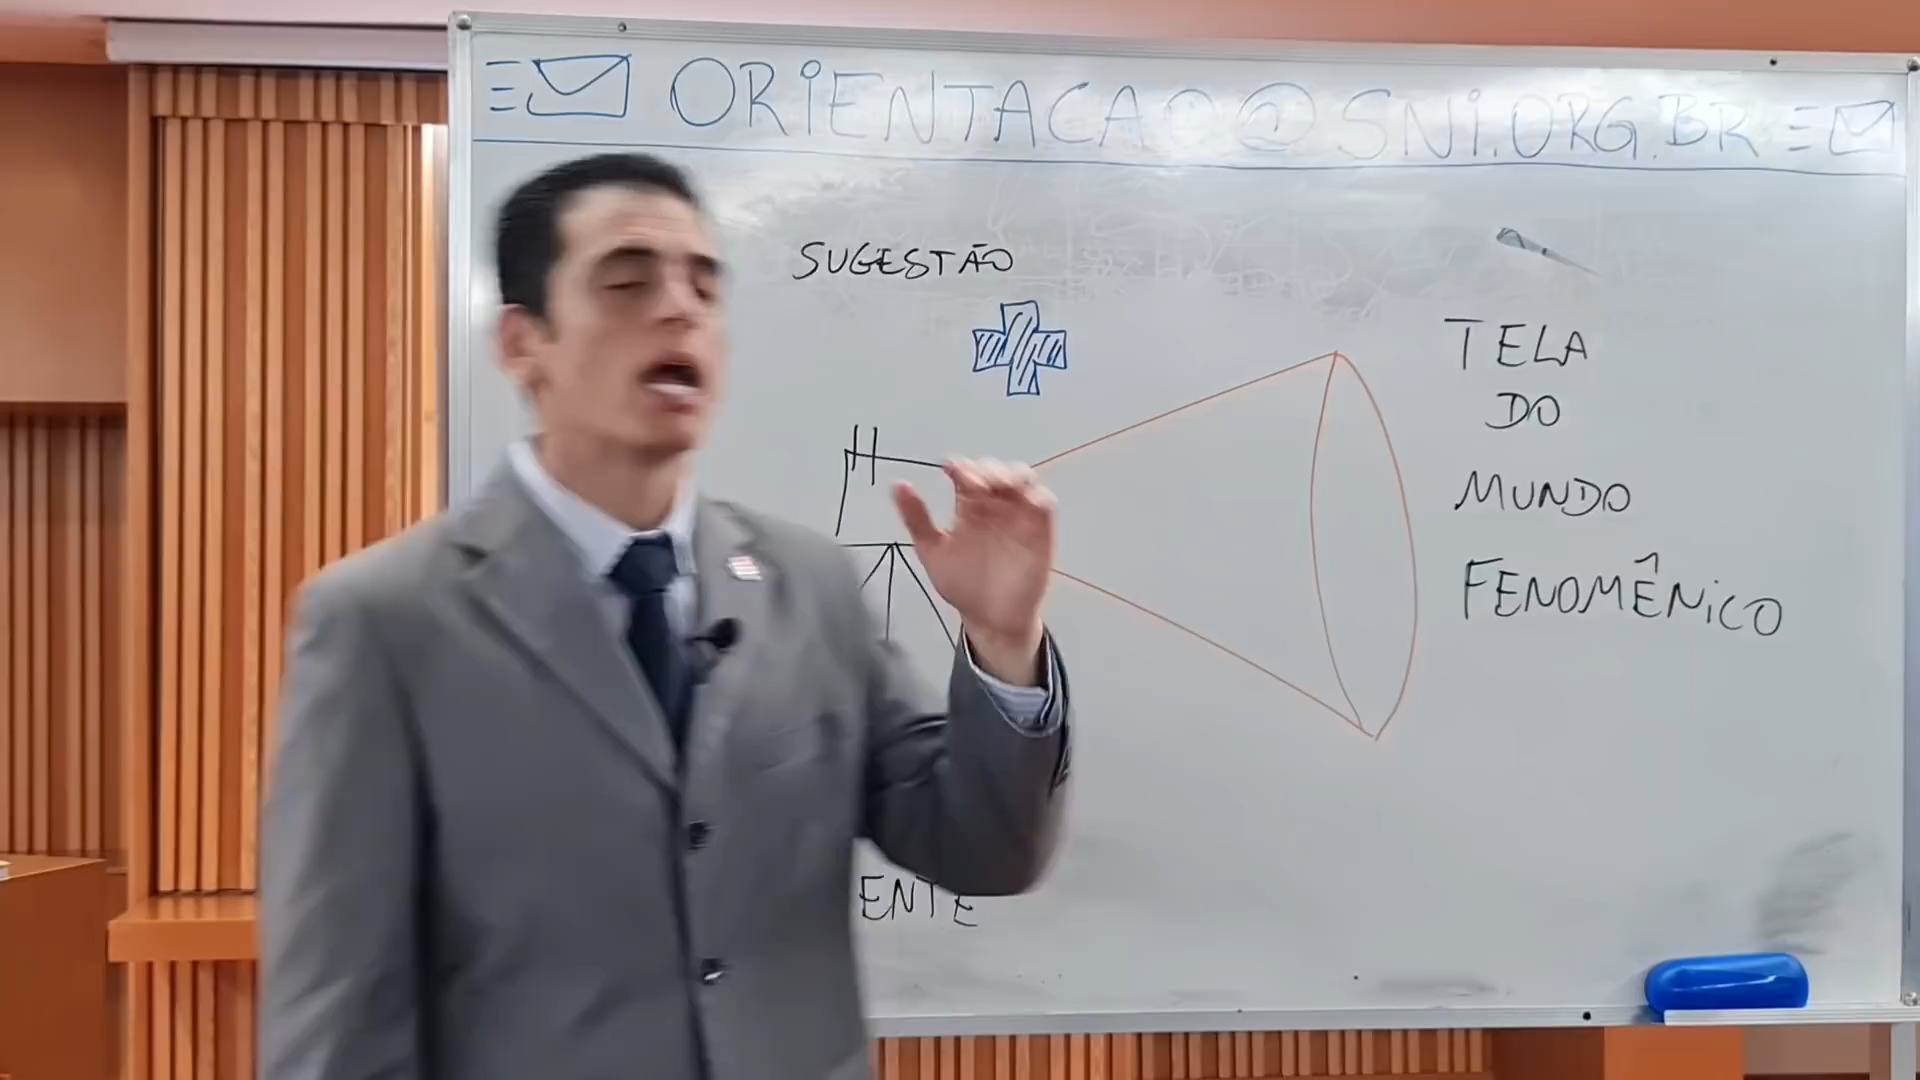 ORIENTACAO@SNI.ORG.BR
SUGESTÃO
TELA
DO
MUNDO
FENOMÊNICO
ENTE